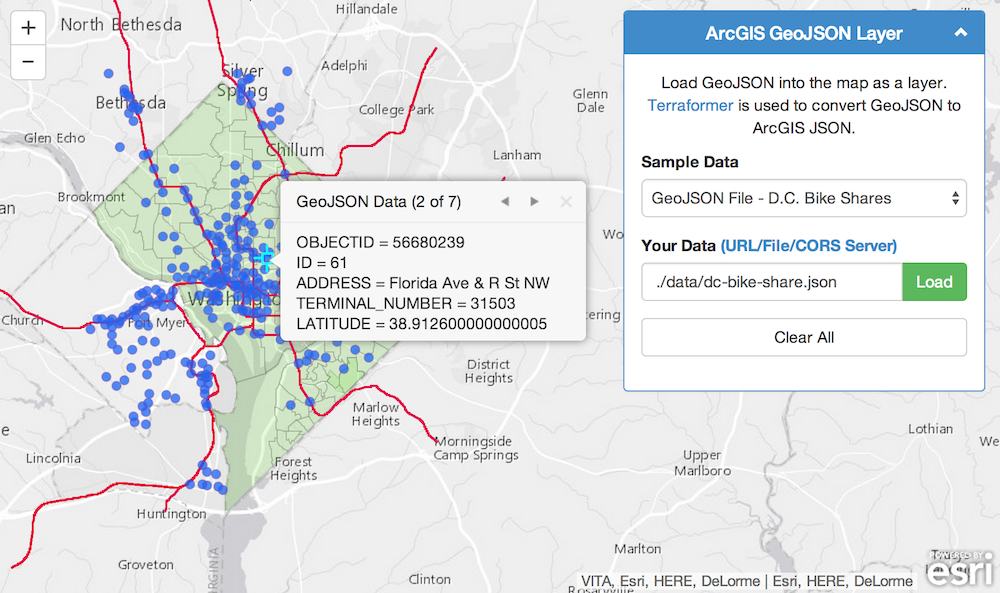 +
−
North Bethesda
Hillandale
Adelphi
Silver
Spring
Bethesda
College Park
Glenn
Dale
Glen Echo
Chillum
Lanham
Brookmont
Washington
Fort Myer
Church
District
Heights
Marlow
Heights
Morningside
Camp Springs
Lincolnia
Forest
Heights
Upper
Marlboro
Lothian
Huntington
Groveton
Clinton
Marlton
Rosaryville
GeoJSON Data (2 of 7)
OBJECTID = 56680239
ID = 61
ADDRESS = Florida Ave & R St NW
TERMINAL_NUMBER = 31503
LATITUDE = 38.912600000000005
ArcGIS GeoJSON Layer
Load GeoJSON into the map as a layer.
Terraformer is used to convert GeoJSON to
ArcGIS JSON.
Sample Data
GeoJSON File - D.C. Bike Shares
Your Data (URL/File/CORS Server)
./data/dc-bike-share.json
Load
Clear All
POWERED BY
esri
VITA, Esri, HERE, DeLorme | Esri, HERE, DeLorme